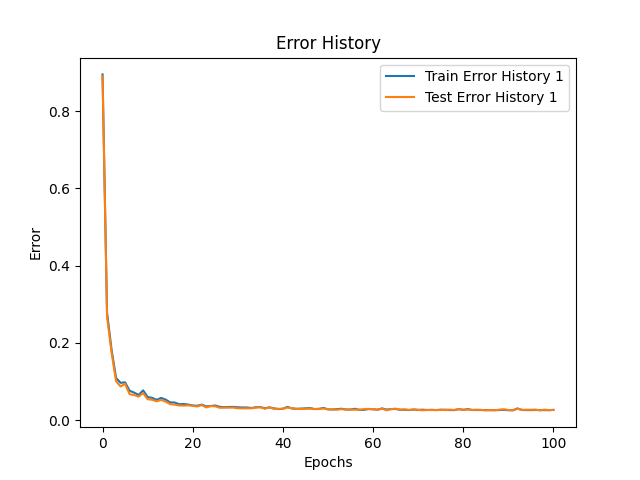 Error History
Train Error History 1
Test Error History 1
0.8
0.6
0.4
0.2
0.0
Error
0 20 40 60 80 100
Epochs